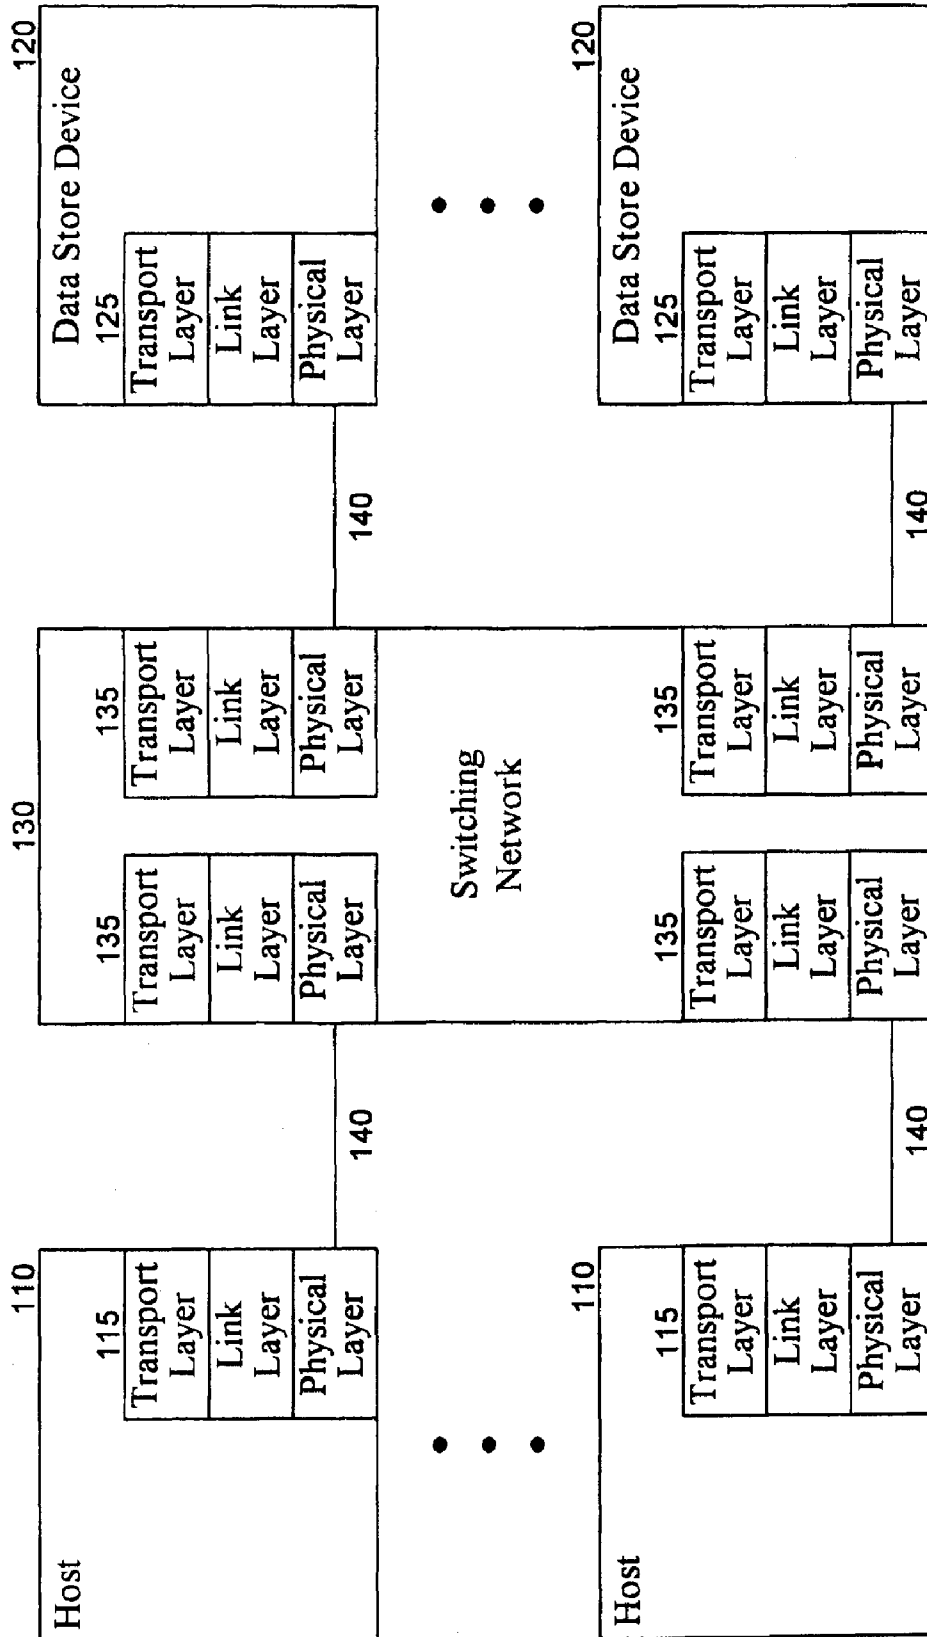 110
Host
115
Transport
Layer
Link
Layer
Physical
Layer
140
130
135
Transport
Layer
Link
Layer
Physical
Layer
135
Transport
Layer
Link
Layer
Physical
Layer
140
120
Data Store Device
125
Transport
Layer
Link
Layer
Physical
Layer
Switching
Network
110
Host
115
Transport
Layer
Link
Layer
Physical
Layer
140
135
Transport
Layer
Link
Layer
Physical
Layer
135
Transport
Layer
Link
Layer
Physical
Layer
140
120
Data Store Device
125
Transport
Layer
Link
Layer
Physical
Layer